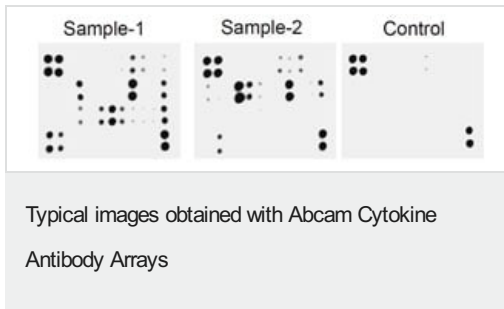 Sample-1 Sample-2 Control
Typical images obtained with Abcam Cytokine
Antibody Arrays